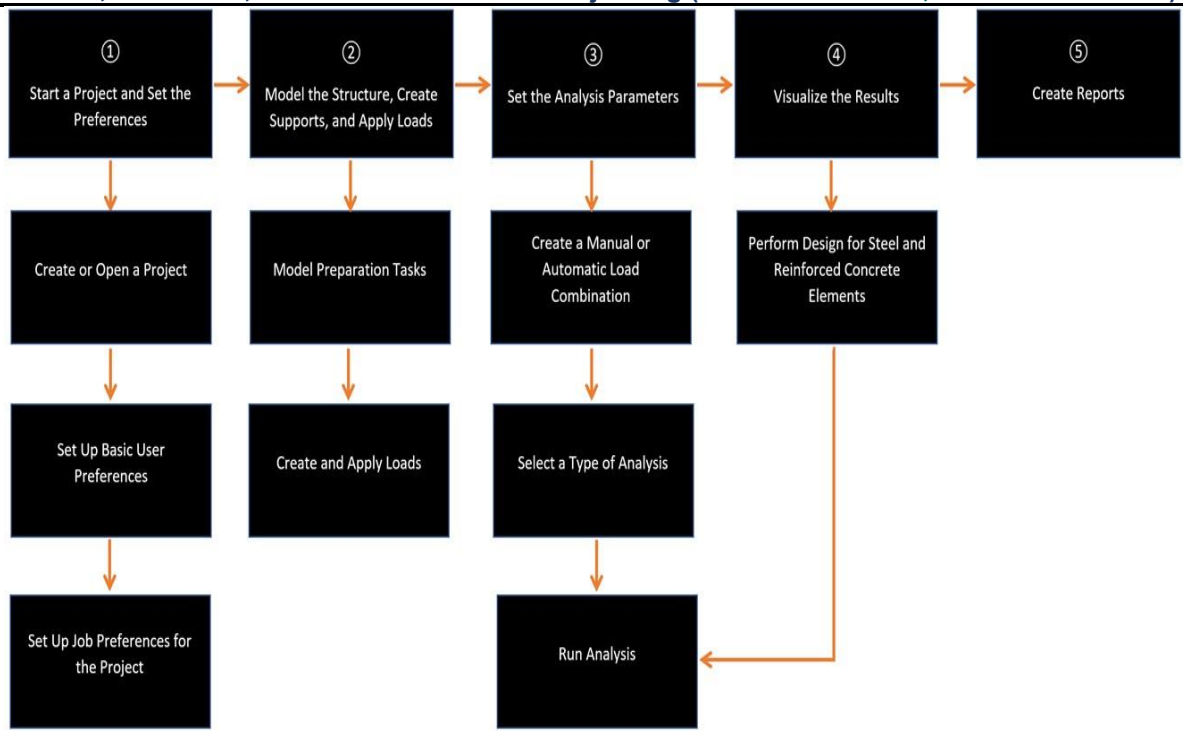 ①
Start a Project and Set the
Preferences
②
Model the Structure, Create
Supports, and Apply Loads
③
Set the Analysis Parameters
④
Visualize the Results
⑤
Create Reports
Create or Open a Project
Model Preparation Tasks
Create a Manual or
Automatic Load
Combination
Perform Design for Steel and
Reinforced Concrete
Elements
Set Up Basic User
Preferences
Create and Apply Loads
Select a Type of Analysis
Set Up Job Preferences for
the Project
Run Analysis